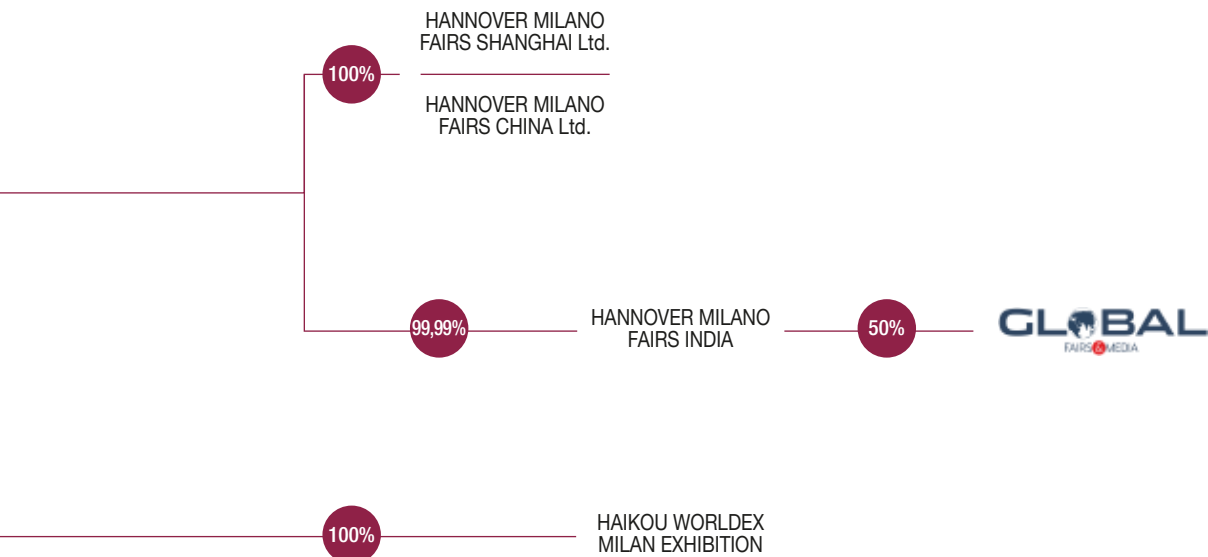 HANNOVER MILANO
FAIRS SHANGHAI Ltd.
100%
HANNOVER MILANO
FAIRS CHINA Ltd.
99,99%
HANNOVER MILANO
FAIRS INDIA
50%
GLOBAL
FAIRS&MEDIA
100%
HAIKOU WORLDEX
MILAN EXHIBITION